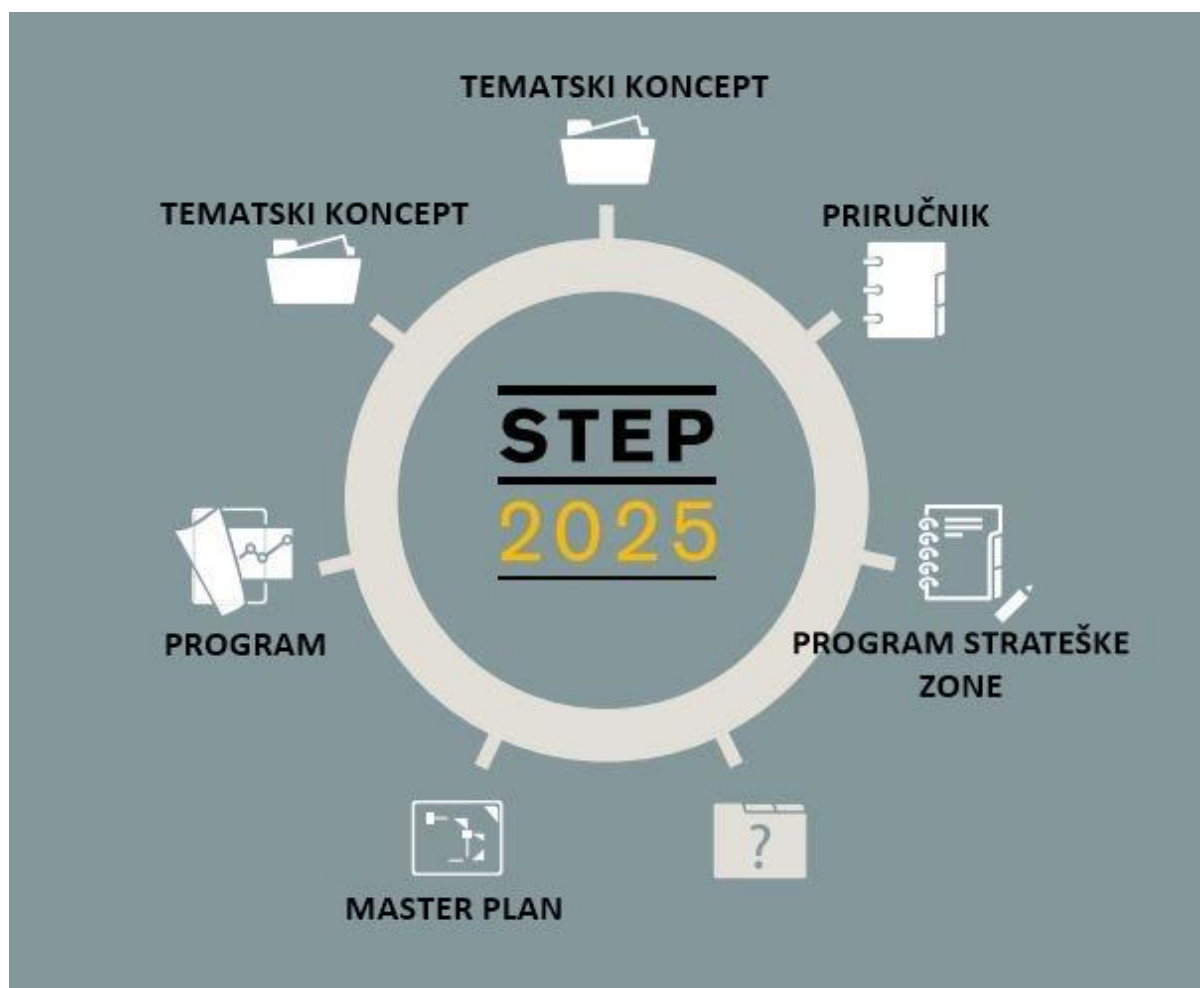 TEMATSKI KONCEPT
TEMATSKI KONCEPT
PRIRUČNIK
STEP
2025
PROGRAM
PROGRAM STRATEŠKE
ZONE
?
MASTER PLAN